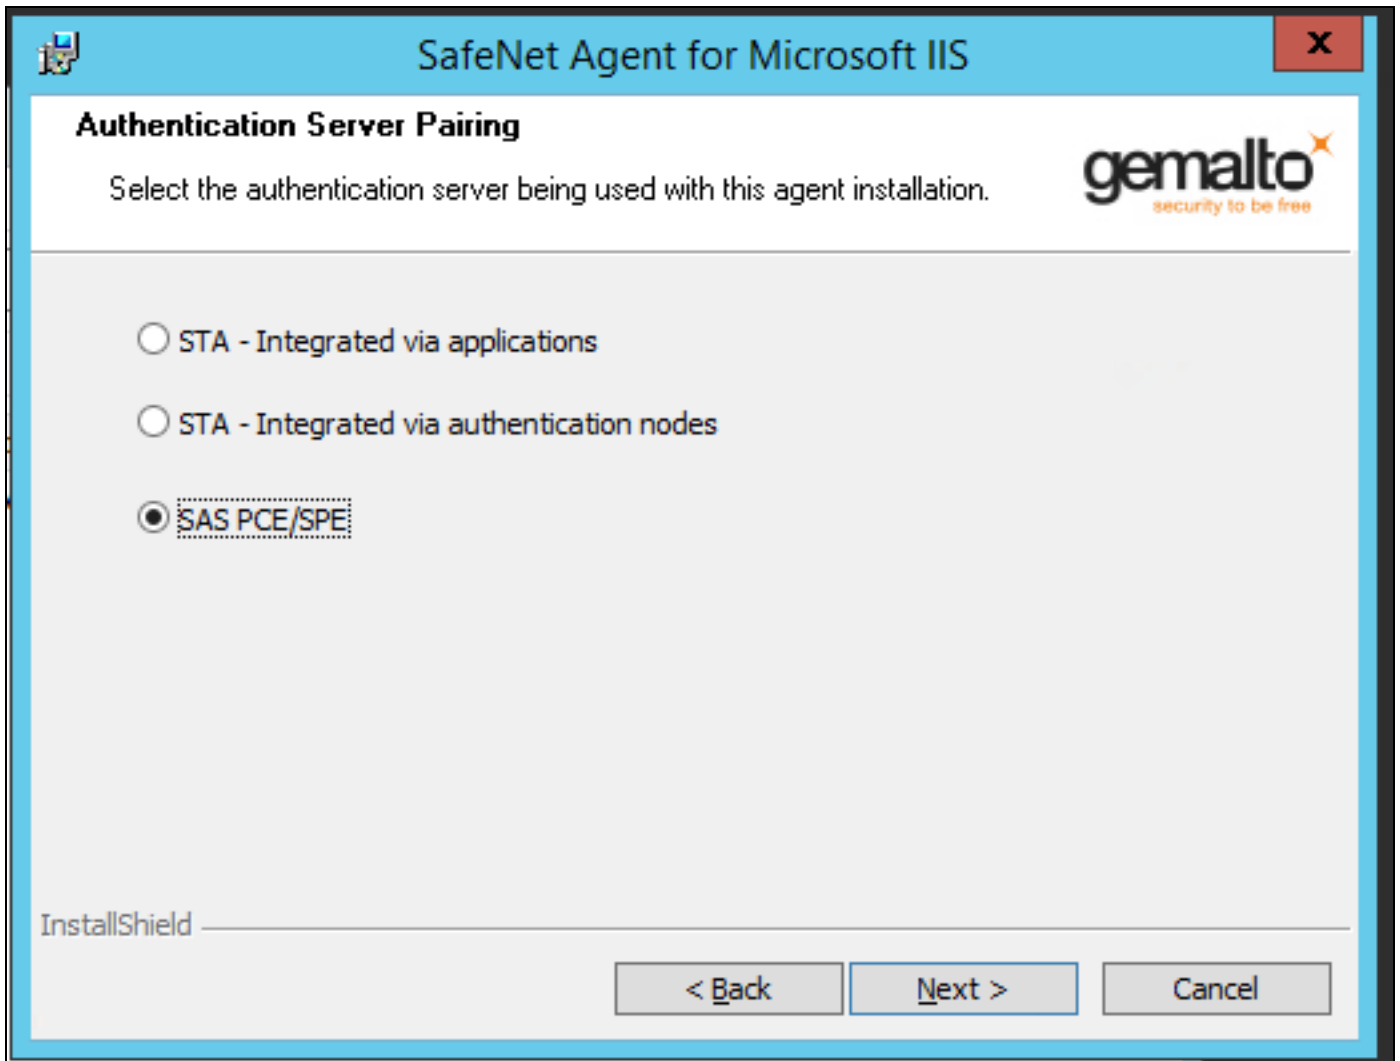 SafeNet Agent for Microsoft IIS
x
Authentication Server Pairing
Select the authentication server being used with this agent installation.
gemalto
security to be free
STA - Integrated via applications
STA - Integrated via authentication nodes
SAS PCE/SPE
InstallShield
< Back
Next >
Cancel